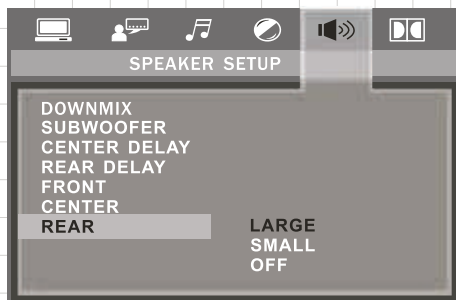 SPEAKER SETUP
DOWNMIX
SUBWOOFER
CENTER DELAY
REAR DELAY
FRONT
CENTER
REAR
LARGE
SMALL
OFF